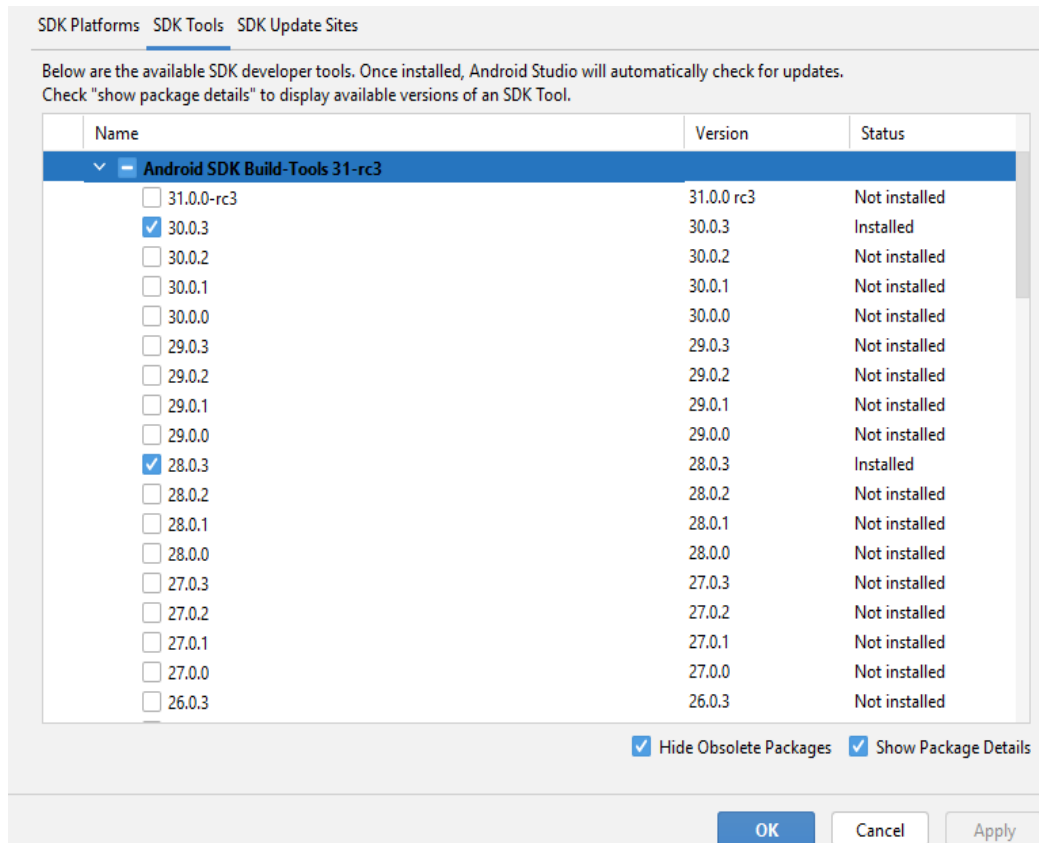 SDK Platforms SDK Tools SDK Update Sites
Below are the available SDK developer tools. Once installed, Android Studio will automatically check for updates.
Check "show package details" to display available versions of an SDK Tool.
Name Version Status
Android SDK Build-Tools 31-rc3
31.0.0-rc3 31.0.0 rc3 Not installed
30.0.3 30.0.3 Installed
30.0.2 30.0.2 Not installed
30.0.1 30.0.1 Not installed
30.0.0 30.0.0 Not installed
29.0.3 29.0.3 Not installed
29.0.2 29.0.2 Not installed
29.0.1 29.0.1 Not installed
29.0.0 29.0.0 Not installed
28.0.3 28.0.3 Installed
28.0.2 28.0.2 Not installed
28.0.1 28.0.1 Not installed
28.0.0 28.0.0 Not installed
27.0.3 27.0.3 Not installed
27.0.2 27.0.2 Not installed
27.0.1 27.0.1 Not installed
27.0.0 27.0.0 Not installed
26.0.3 26.0.3 Not installed
Hide Obsolete Packages Show Package Details
OK Cancel Apply